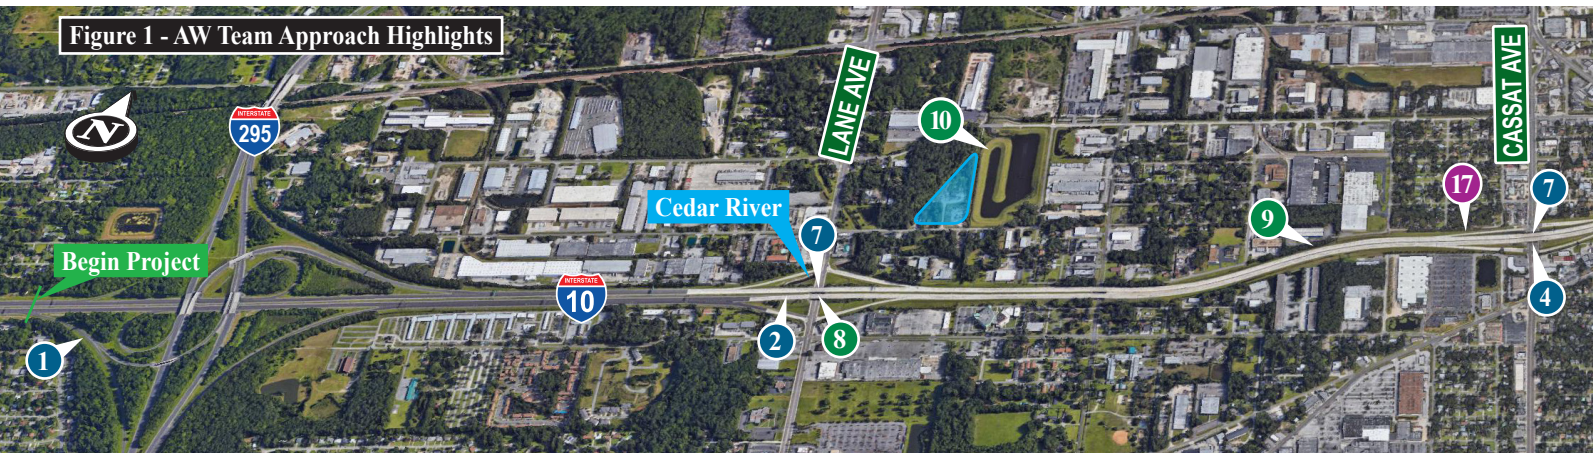 Figure 1 - AW Team Approach Highlights
N
INTERSTATE
295
LANE AVE
CASSAT AVE
10
17
7
Cedar River
9
7
Begin Project
INTERSTATE
10
4
1
2
8